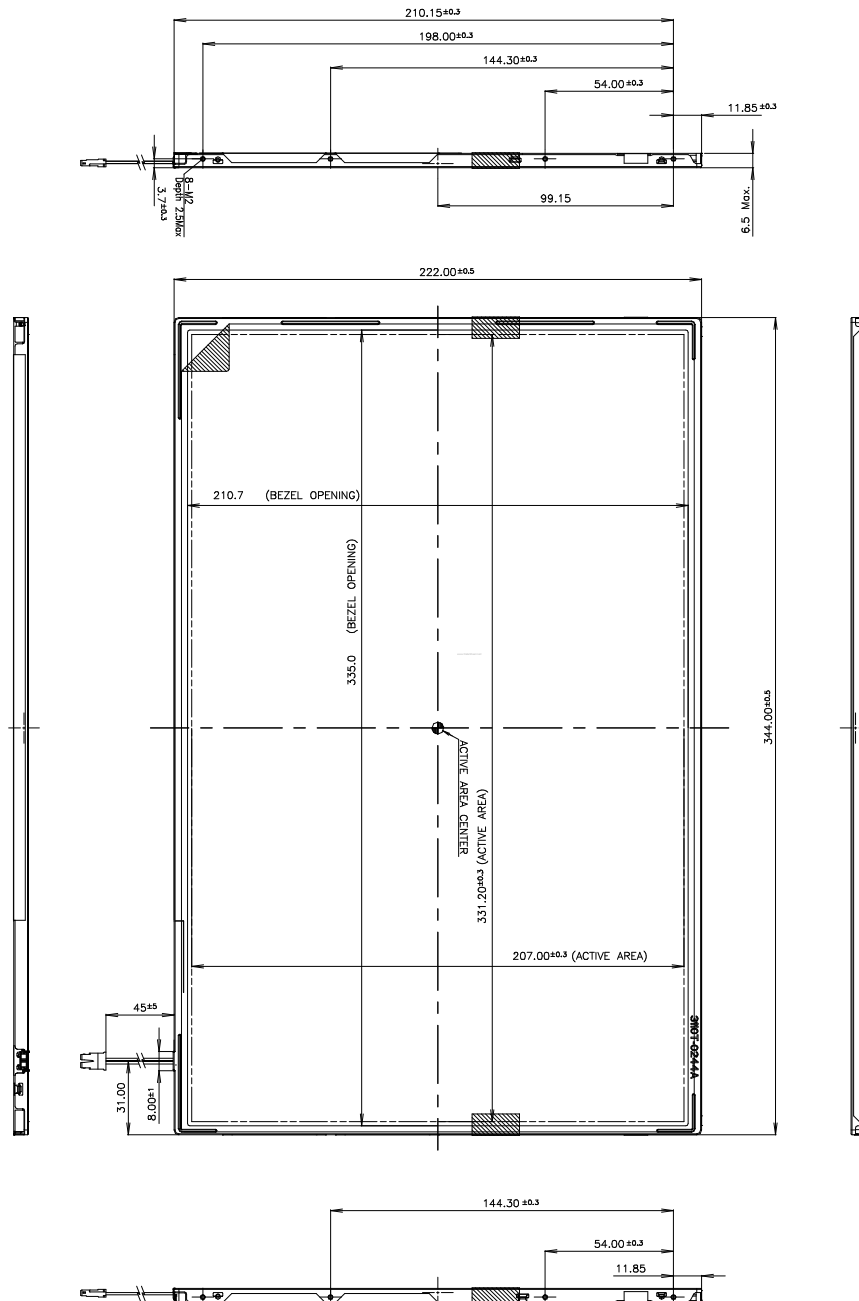 210.15±0.3
198.00±0.3
144.30±0.3
54.00±0.3
11.85±0.3
8-M2
Depth 2.5Max
3.7±0.3
99.15
6.5 Max.
222.00±0.5
210.7 (BEZEL OPENING)
335.0 (BEZEL OPENING)
344.00±0.5
ACTIVE AREA CENTER
331.20±0.3 (ACTIVE AREA)
207.00±0.3 (ACTIVE AREA)
45±5
3110T-0244A
31.00
8.00±1
144.30±0.3
54.00±0.3
11.85